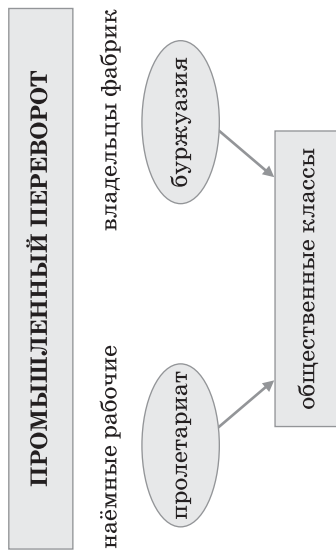 ПРОМЫШЛЕННЫЙ ПЕРЕВОРОТ
наёмные рабочие
владельцы фабрик
пролетариат
буржуазия
общественные классы